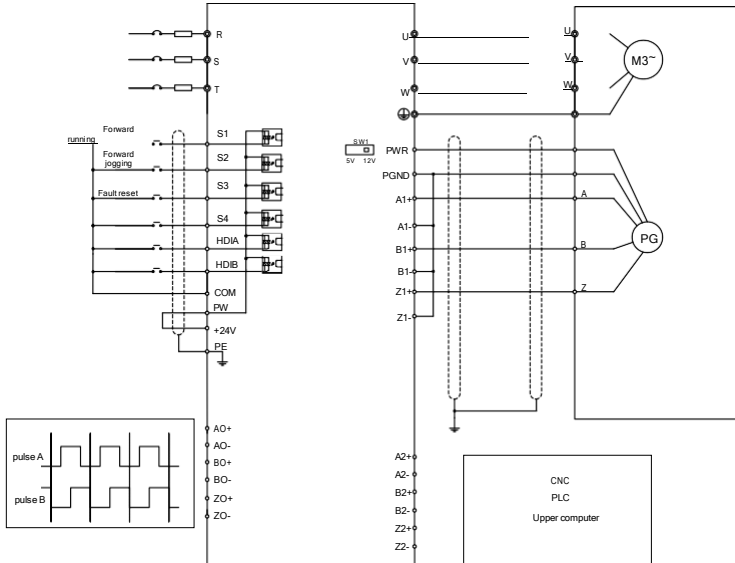 R
S
T
U
V
W
U
V
W
M3~
running
Forward
Forward
jogging
Fault reset
S1
S2
S3
S4
HDIA
HDIB
COM
PW
+24V
PE
SW1
5V 12V
PWR
PGND
A1+
A1-
B1+
B1-
Z1+
Z1-
A
B
Z
PG
pulse A
pulse B
AO+
AO-
BO+
BO-
ZO+
ZO-
A2+
A2-
B2+
B2-
Z2+
Z2-
CNC
PLC
Upper computer